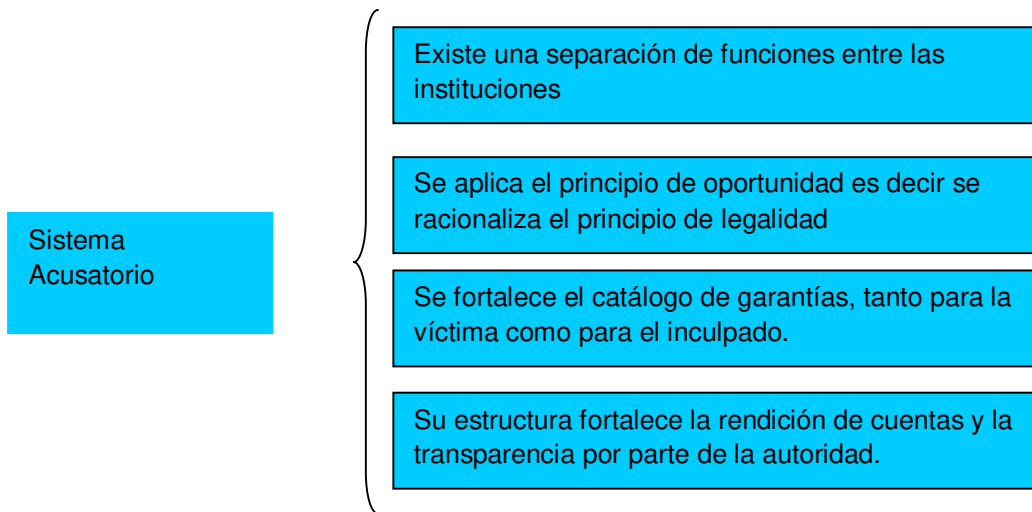 Existe una separación de funciones entre las
instituciones
Se aplica el principio de oportunidad es decir se
racionaliza el principio de legalidad
Sistema
Acusatorio
Se fortalece el catálogo de garantías, tanto para la
víctima como para el inculpado.
Su estructura fortalece la rendición de cuentas y la
transparencia por parte de la autoridad.